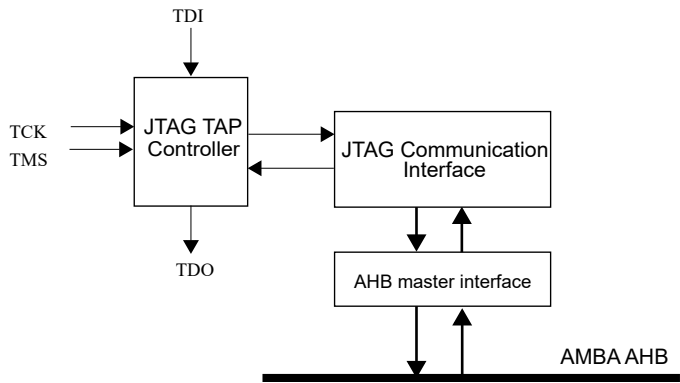 TDI
TCK
TMS
JTAG TAP
Controller
JTAG Communication
Interface
TDO
AHB master interface
AMBA AHB